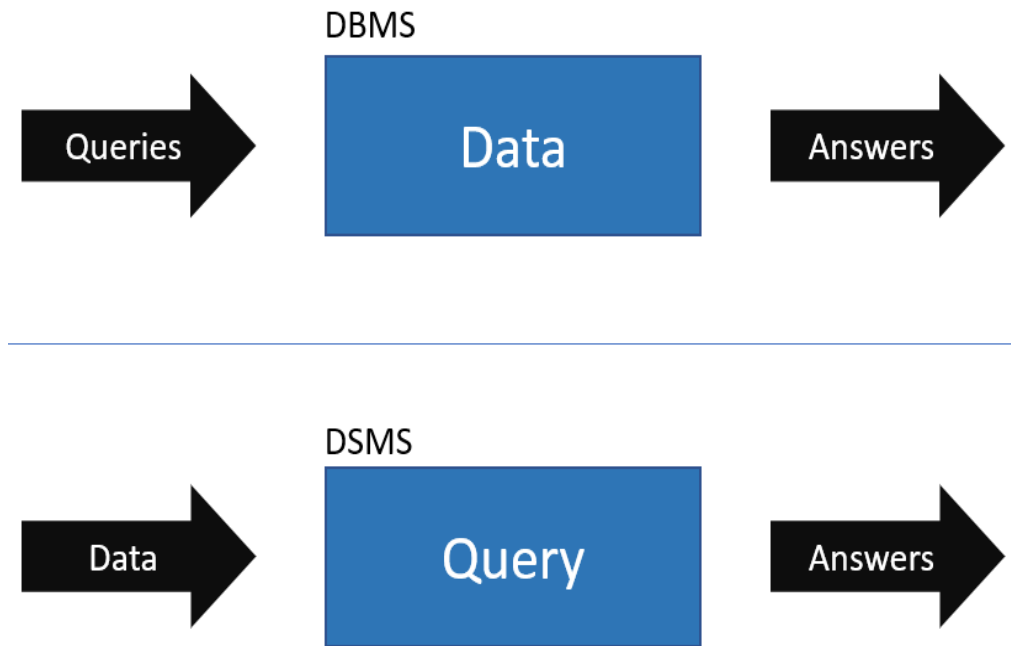 DBMS
Queries
Data
Answers
DSMS
Data
Query
Answers